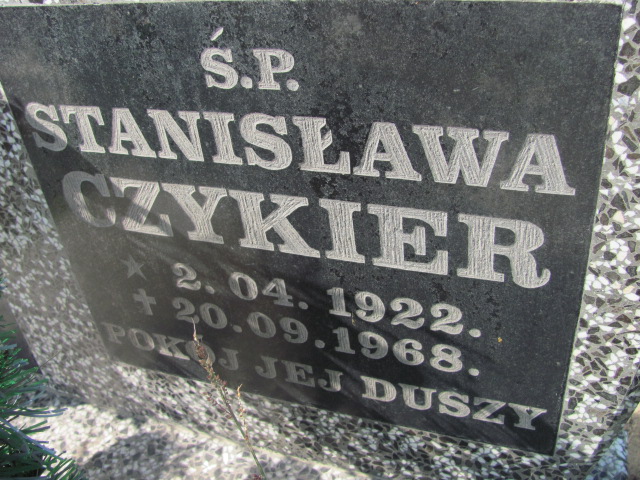 Ś.P.
STANISŁAWA
CZYKIER
★ 2.04.1922.
✝ 20.09.1968.
POKÓJ JEJ DUSZY